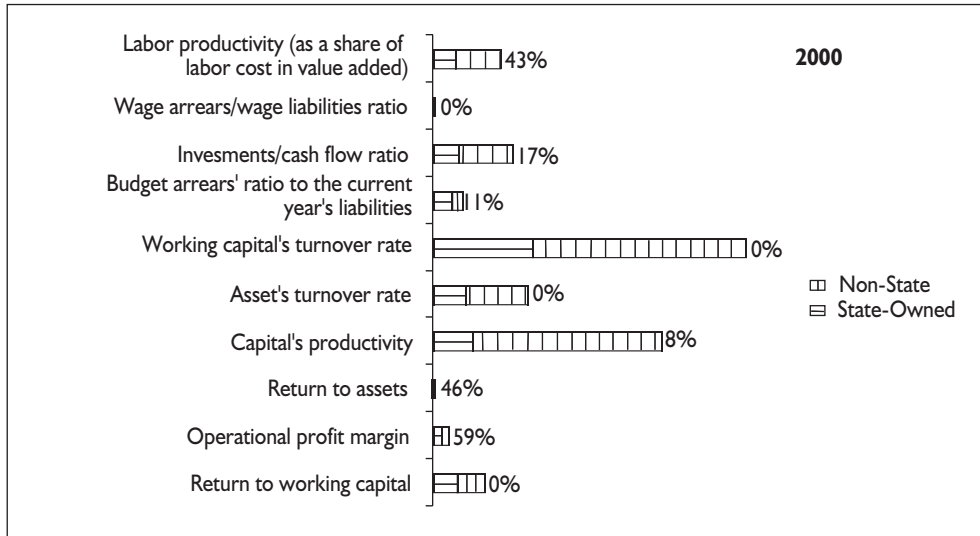 2000
Labor productivity (as a share of
labor cost in value added)
43%
Wage arrears/wage liabilities ratio
0%
Invesments/cash flow ratio
17%
Budget arrears' ratio to the current
year's liabilities
11%
Working capital's turnover rate
0%
Asset's turnover rate
0%
Capital's productivity
8%
Return to assets
46%
Operational profit margin
59%
Return to working capital
0%
Non-State
State-Owned